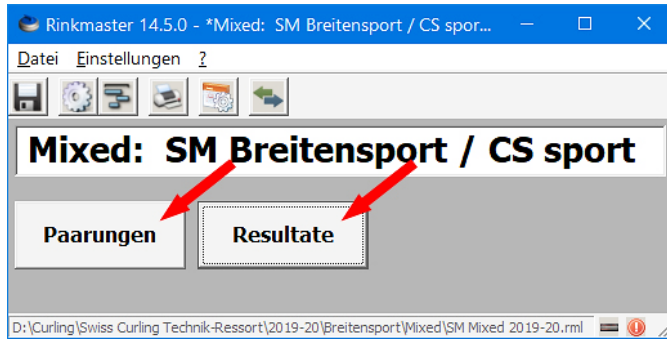 Rinkmaster 14.5.0 - *Mixed:  SM Breitensport / CS spor...
Datei Einstellungen ?
Mixed:  SM Breitensport / CS sport
Paarungen Resultate
D:\Curling\Swiss Curling Technik-Ressort\2019-20\Breitensport\Mixed\SM Mixed 2019-20.rml